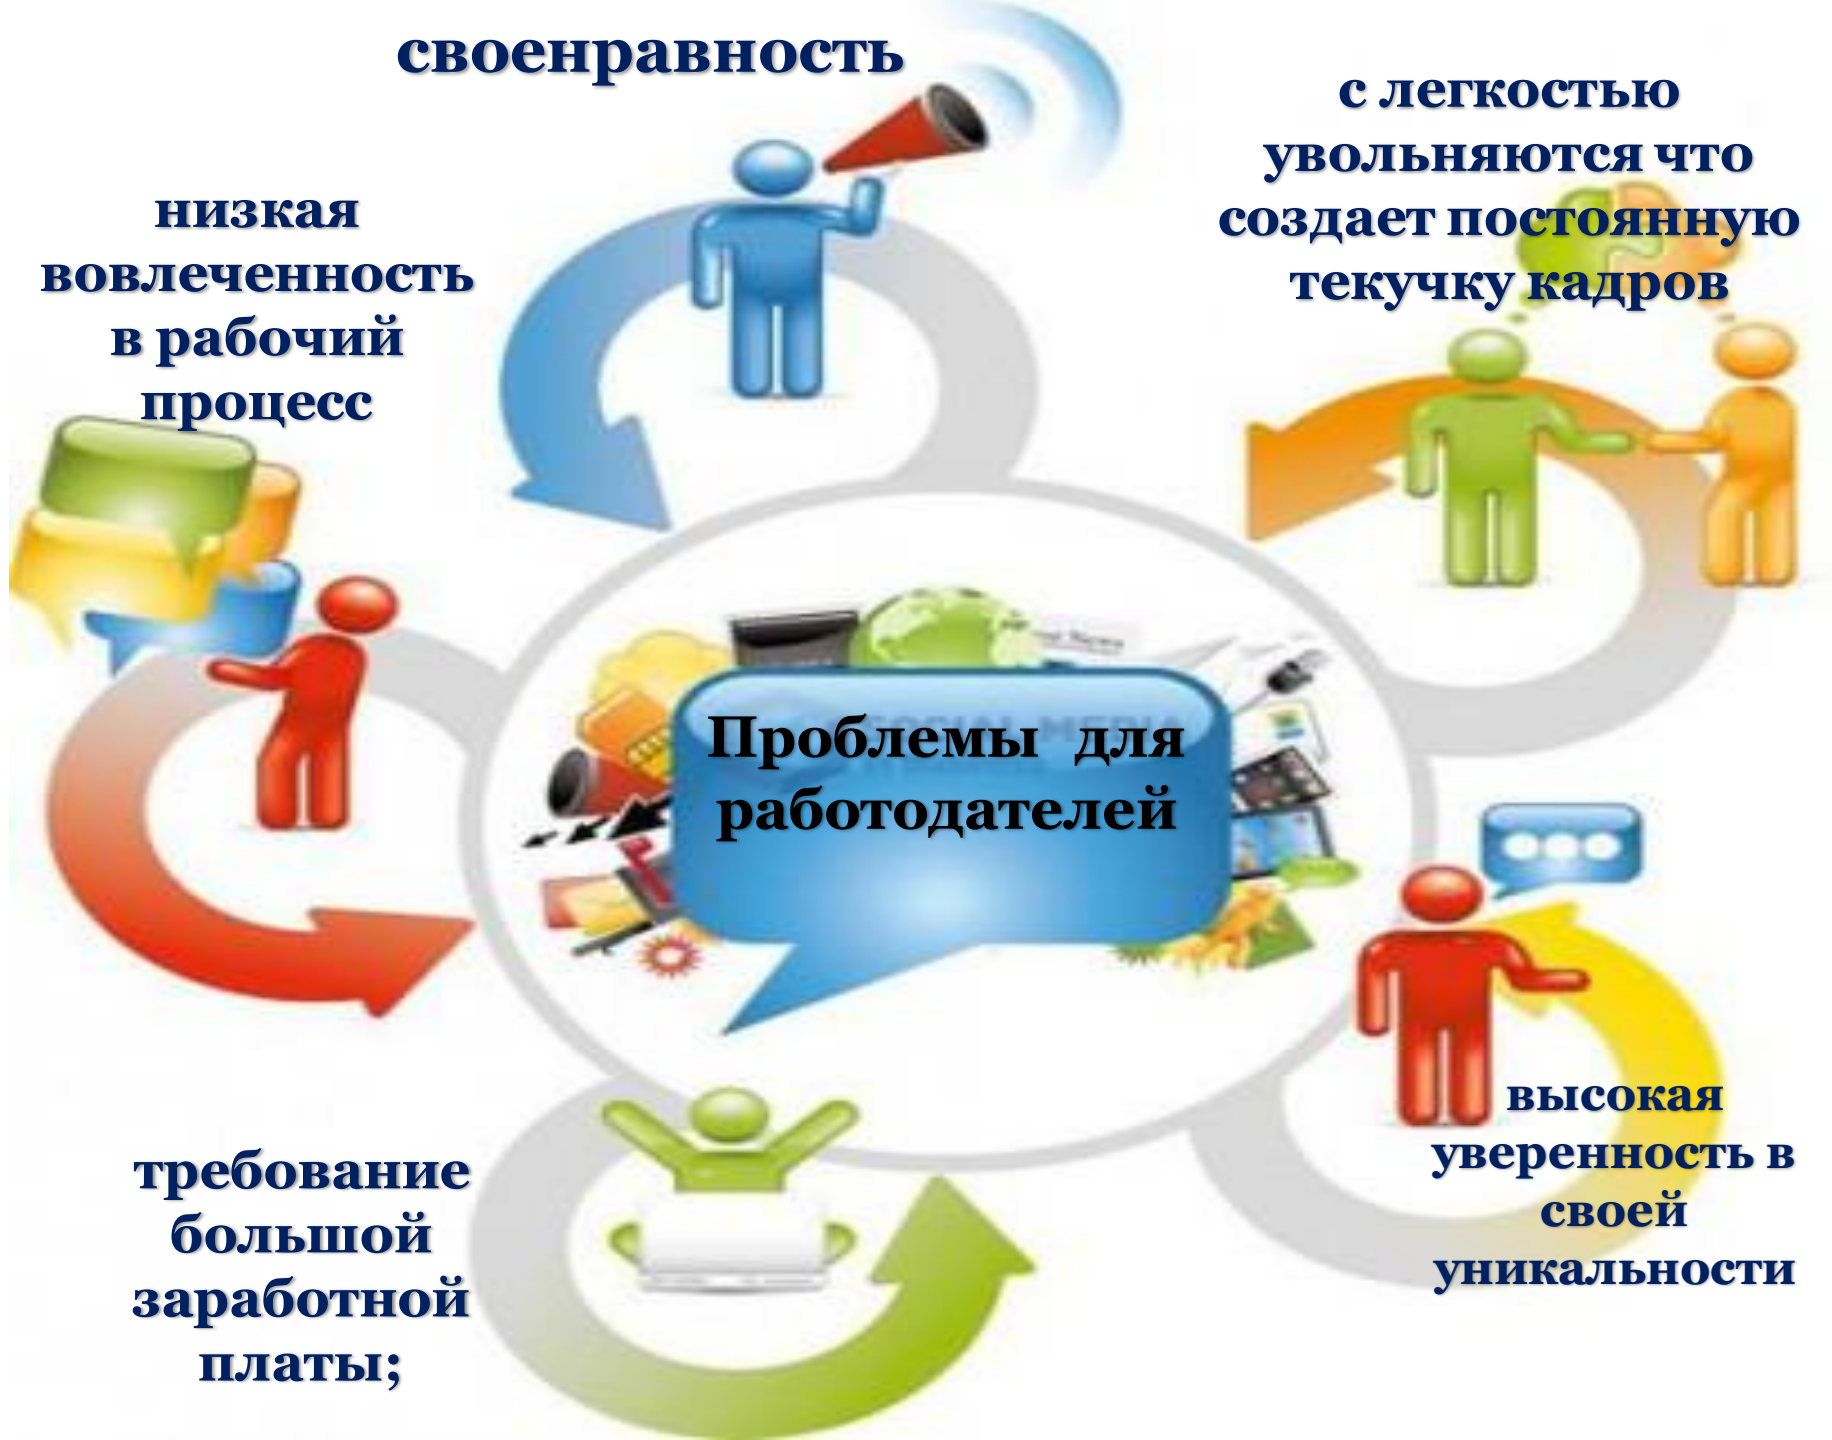 своенравность
с легкостью
увольняются что
создает постоянную
текучку кадров
низкая
вовлеченность
в рабочий
процесс
Проблемы для
работодателей
высокая
уверенность в
своей
уникальности
требование
большой
заработной
платы;